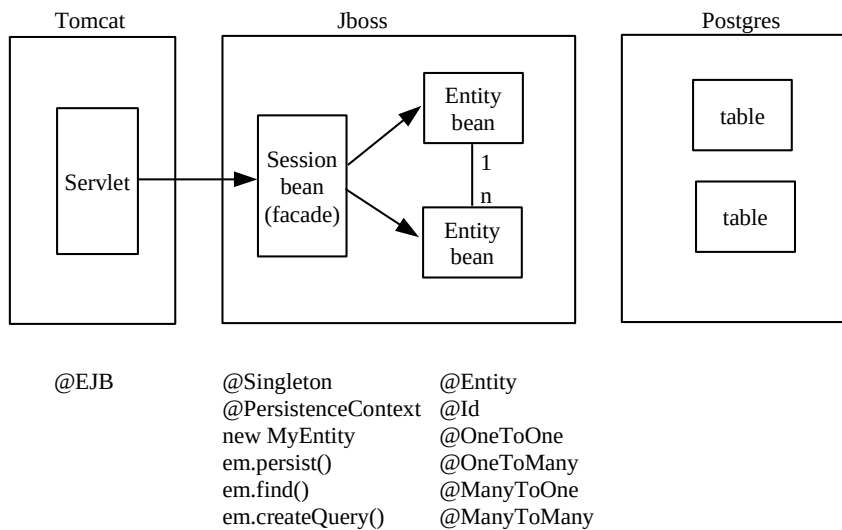 Tomcat
Jboss
Postgres
Servlet
Session
bean
(facade)
Entity
bean
1
n
Entity
bean
table
table
@EJB
@Singleton
@PersistenceContext
new MyEntity
em.persist()
em.find()
em.createQuery()
@Entity
@Id
@OneToOne
@OneToMany
@ManyToOne
@ManyToMany